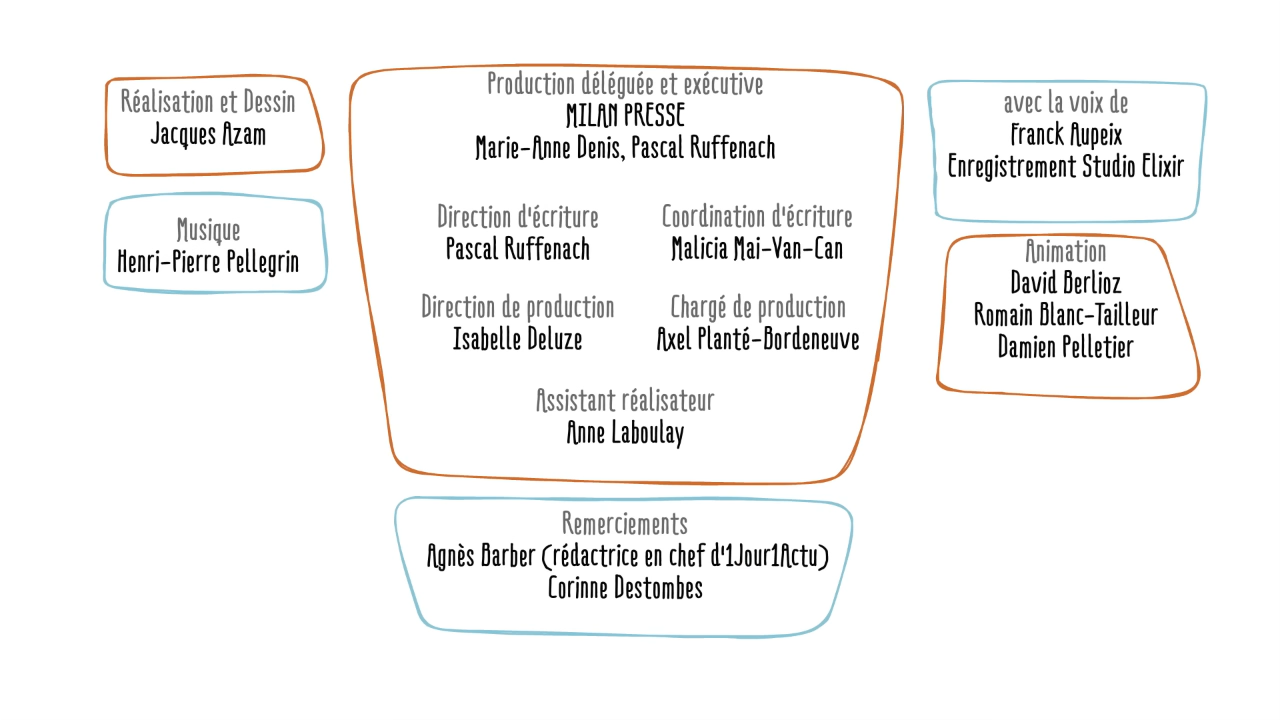 Réalisation et Dessin
Jacques Azam
Musique
Henri-Pierre Pellegrin
Production déléguée et exécutive
MILAN PRESSE
Marie-Anne Denis, Pascal Ruffenach
Direction d'écriture
Pascal Ruffenach
Coordination d'écriture
Malicia Mai-Van-Can
Direction de production
Isabelle Deluze
Chargé de production
Axel Planté-Bordeneuve
Assistant réalisateur
Anne Laboulay
avec la voix de
Franck Aupeix
Enregistrement Studio Elixir
Animation
David Berlioz
Romain Blanc-Tailleur
Damien Pelletier
Remerciements
Agnès Barber (rédactrice en chef d'1Jour1Actu)
Corinne Destombes